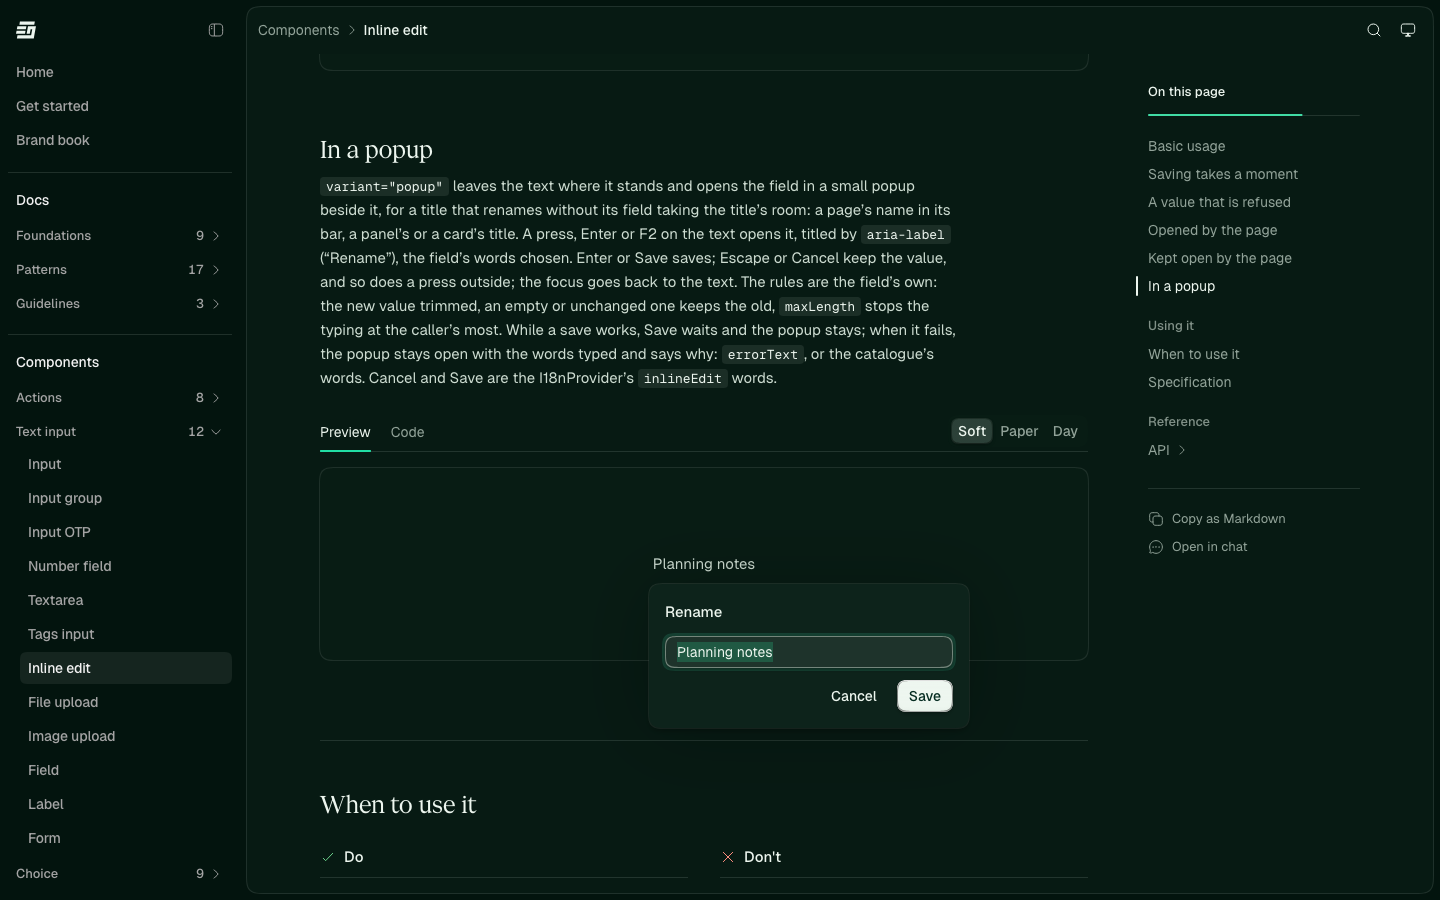 Components > Inline edit
Home
Get started
Brand book
Docs
Foundations 9
Patterns 17
Guidelines 3
Components
Actions 8
Text input 12
Input
Input group
Input OTP
Number field
Textarea
Tags input
Inline edit
File upload
Image upload
Field
Label
Form
Choice 9
In a popup
variant="popup" leaves the text where it stands and opens the field in a small popup
beside it, for a title that renames without its field taking the title’s room: a page’s name in its
bar, a panel’s or a card’s title. A press, Enter or F2 on the text opens it, titled by aria-label
(“Rename”), the field’s words chosen. Enter or Save saves; Escape or Cancel keep the value,
and so does a press outside; the focus goes back to the text. The rules are the field’s own:
the new value trimmed, an empty or unchanged one keeps the old, maxLength stops the
typing at the caller’s most. While a save works, Save waits and the popup stays; when it fails,
the popup stays open with the words typed and says why: errorText, or the catalogue’s
words. Cancel and Save are the I18nProvider’s inlineEdit words.
Preview Code
Soft Paper Day
Planning notes
Rename
Planning notes
Cancel Save
When to use it
Do
Don't
On this page
Basic usage
Saving takes a moment
A value that is refused
Opened by the page
Kept open by the page
In a popup
Using it
When to use it
Specification
Reference
API
Copy as Markdown
Open in chat